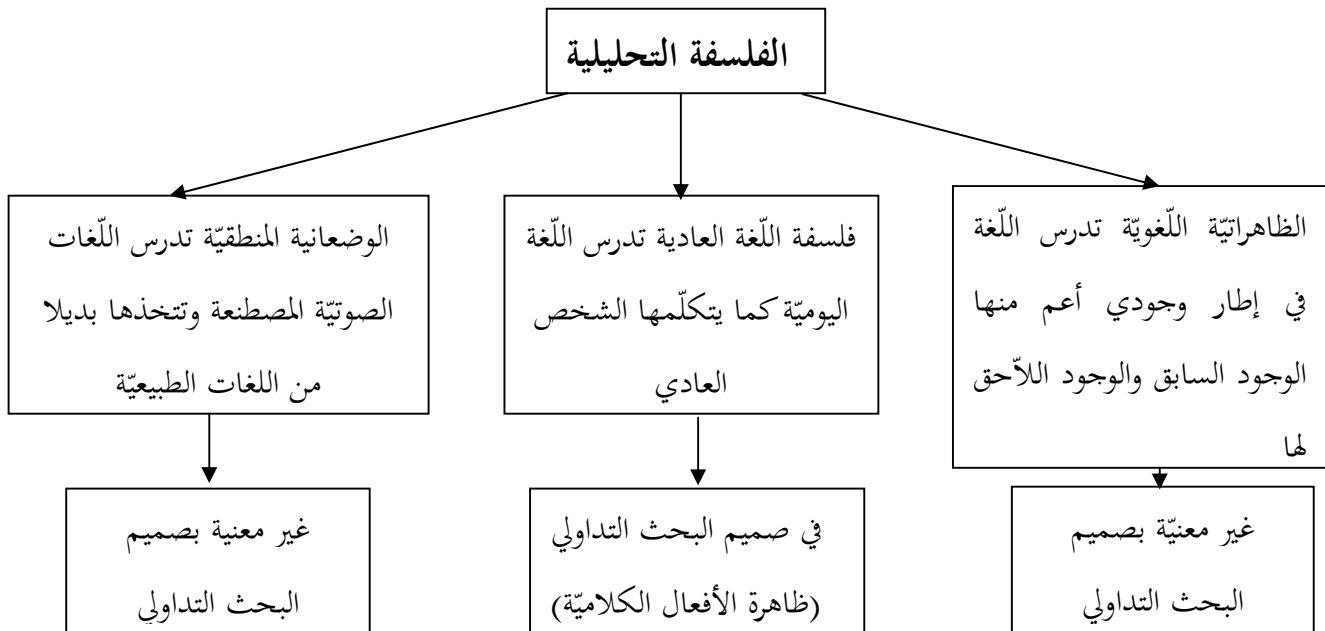 الفلسفة التحليلية
الظاهراتيّة اللّغويّة تدرس اللّغة
في إطار وجودي أعم منها
الوجود السابق والوجود اللاّحق
لها
فلسفة اللّغة العادية تدرس اللّغة
اليوميّة كما يتكلّمها الشخص
العادي
الوضعانية المنطقيّة تدرس اللّغات
الصوتيّة المصطنعة وتتخذها بديلا
من اللغات الطبيعيّة
غير معنيّة بصميم
البحث التداولي
في صميم البحث التداولي
(ظاهرة الأفعال الكلاميّة)
غير معنية بصميم
البحث التداولي